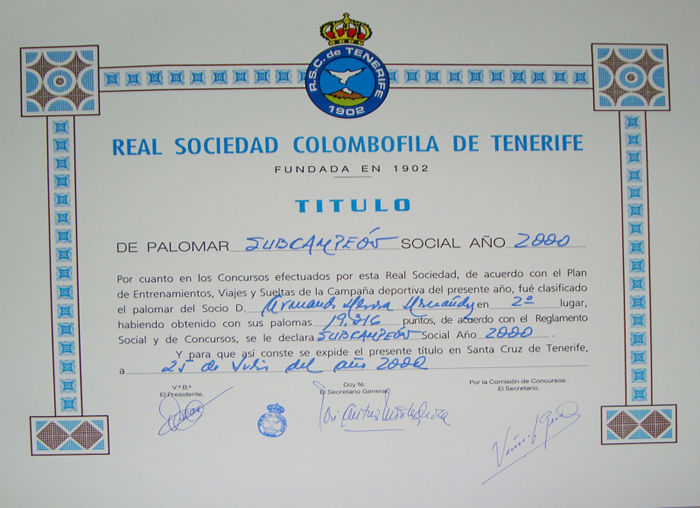 R.S.C. de TENERIFE
1902
REAL SOCIEDAD COLOMBOFILA DE TENERIFE
FUNDADA EN 1902
TITULO
DE PALOMAR SUBCAMPEÓN SOCIAL AÑO 2000
Por cuanto en los Concursos efectuados por esta Real Sociedad, de acuerdo con el Plan
de Entrenamientos, Viajes y Sueltas de la Campaña deportiva del presente año, fué clasificado
el palomar del Socio D. Armando en 2º lugar,
habiendo obtenido con sus palomas 19,816 puntos, de acuerdo con el Reglamento
Social y de Concursos, se le declara SUBCAMPEÓN Social Año 2000.
Y para que así conste se expide el presente título en Santa Cruz de Tenerife,
a 25 de Julio del año 2000
V.º B.º
El Presidente,
Doy fé:
El Secretario General,
Por la Comisión de Concursos:
El Secretario,